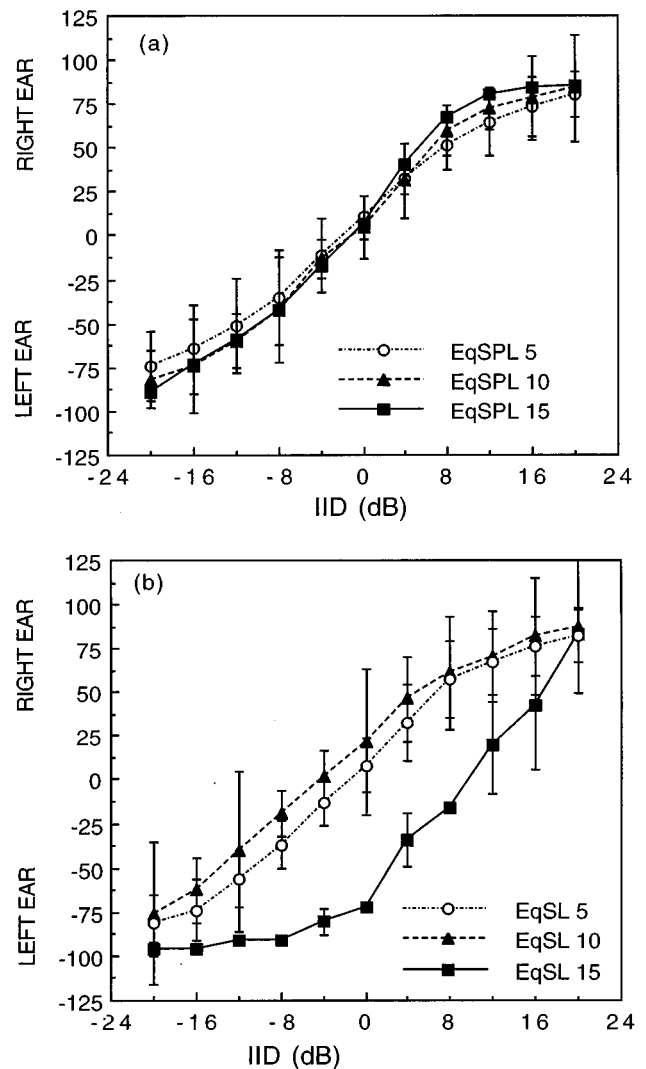 (a)
125
100
75
50
25
0
-25
-50
-75
-100
-125
RIGHT EAR
LEFT EAR
EqSPL 5
EqSPL 10
EqSPL 15
-24 -16 -8 0 8 16 24
IID (dB)
(b)
125
100
75
50
25
0
-25
-50
-75
-100
-125
RIGHT EAR
LEFT EAR
EqSL 5
EqSL 10
EqSL 15
-24 -16 -8 0 8 16 24
IID (dB)